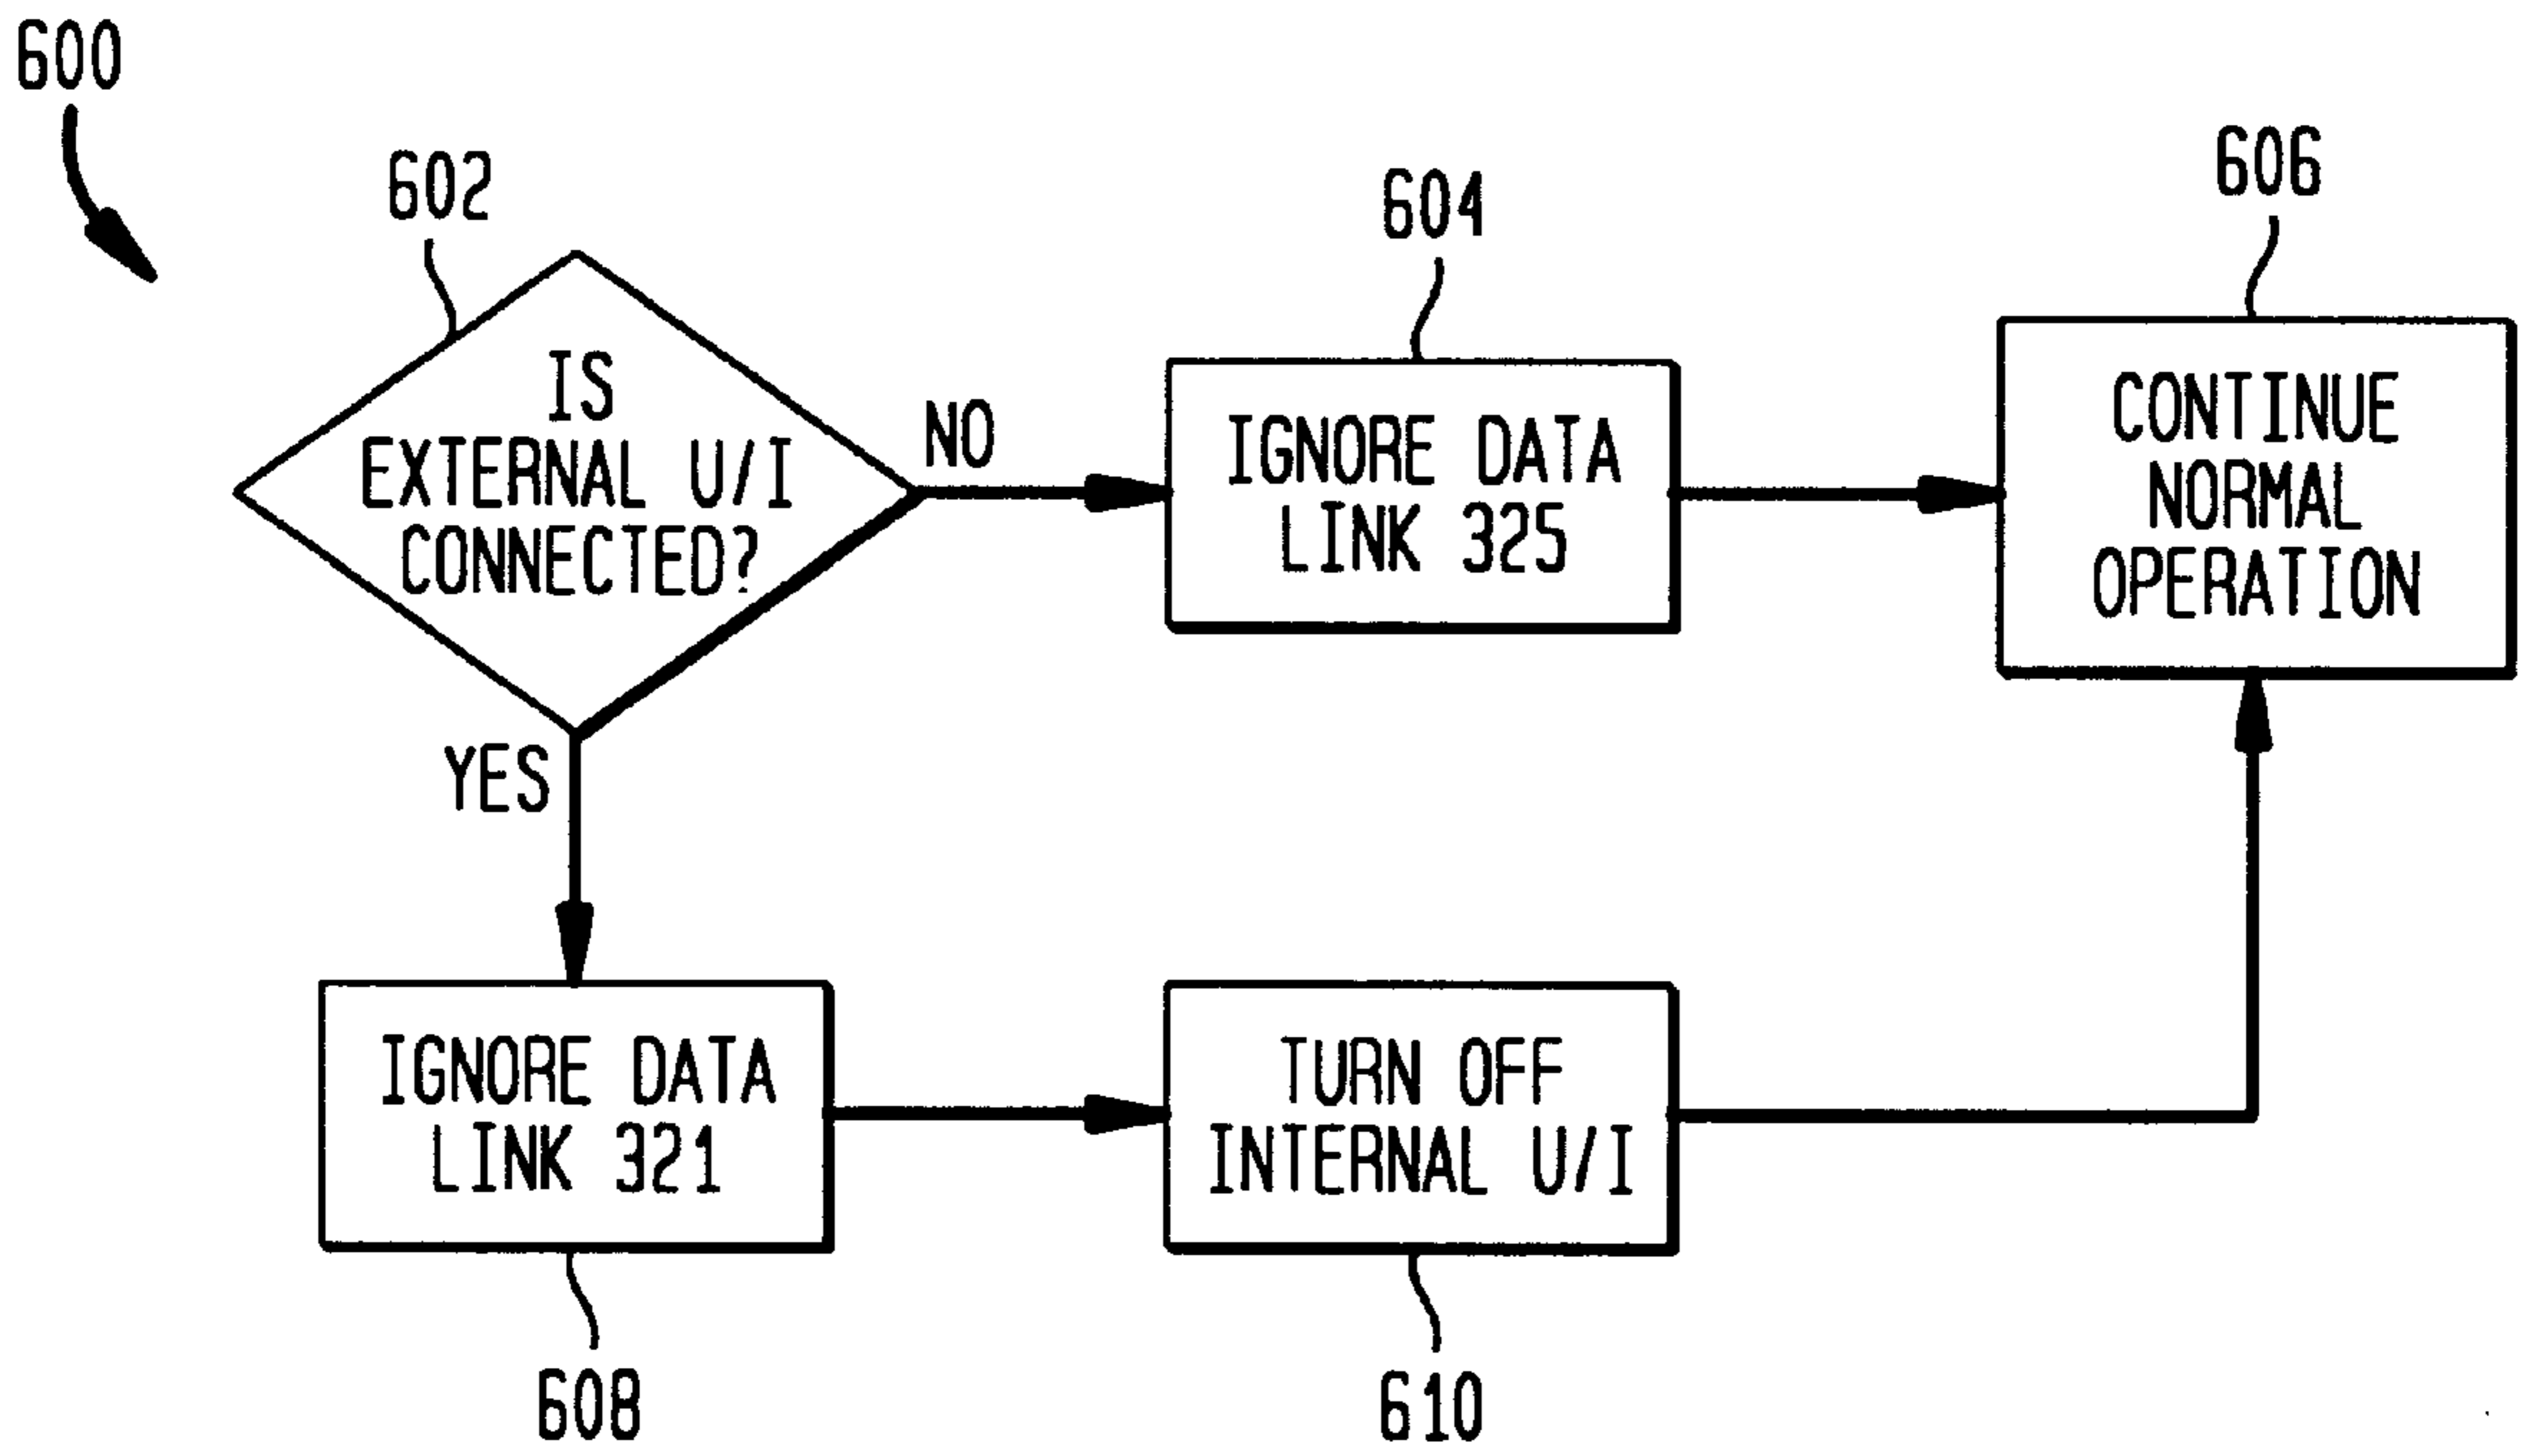 600
602
IS
EXTERNAL U/I
CONNECTED?
NO
YES
604
IGNORE DATA
LINK 325
606
CONTINUE
NORMAL
OPERATION
IGNORE DATA
LINK 321
608
TURN OFF
INTERNAL U/I
610